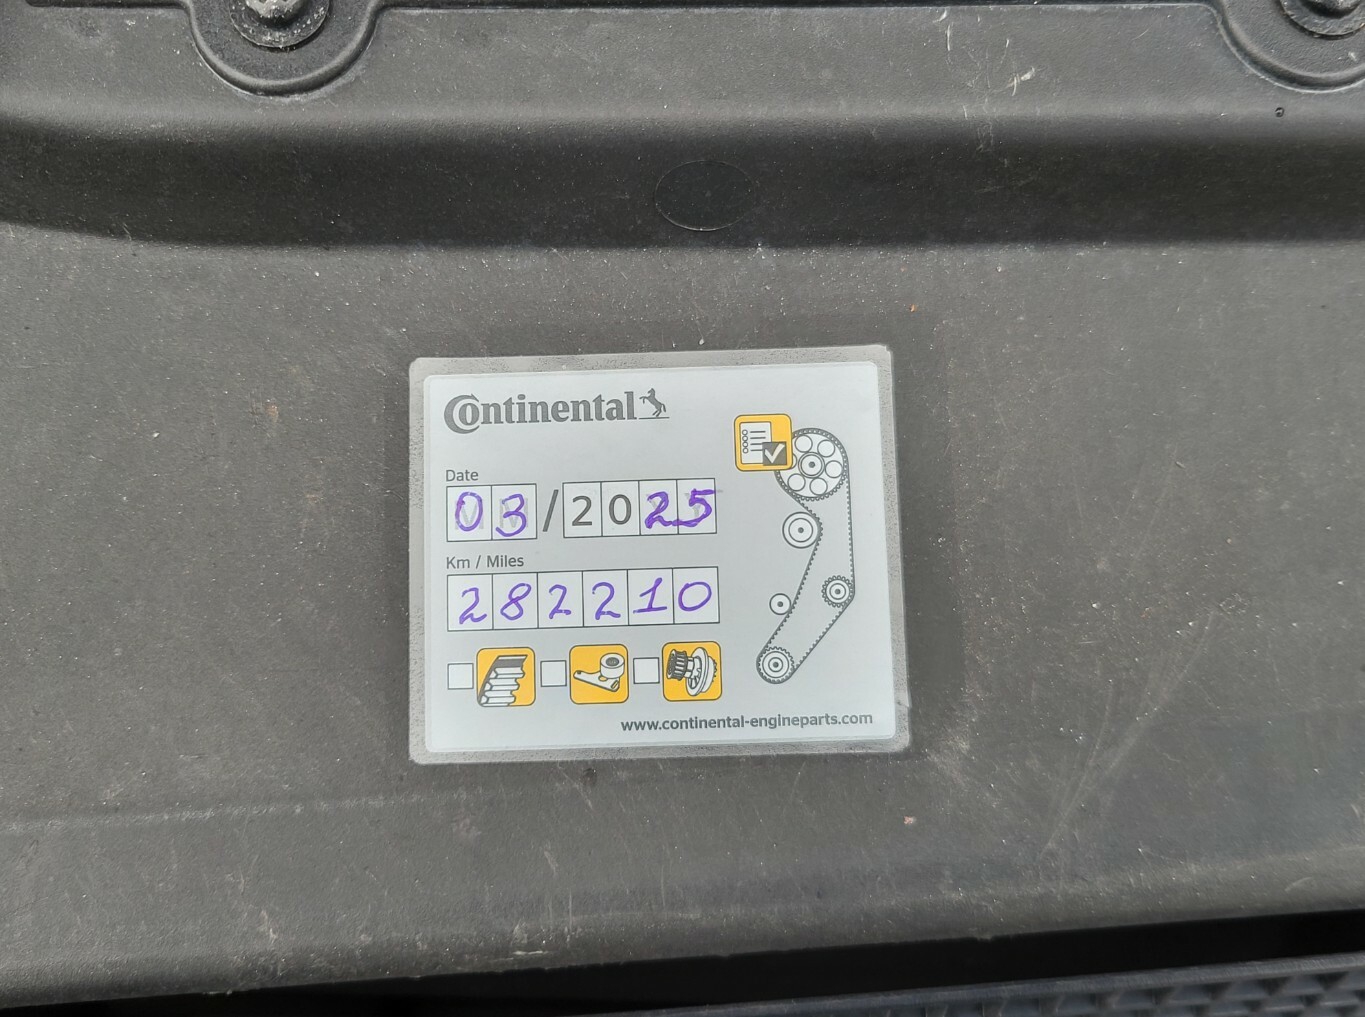 Continental
Date
03/2025
Km / Miles
282210
www.continental-engineparts.com